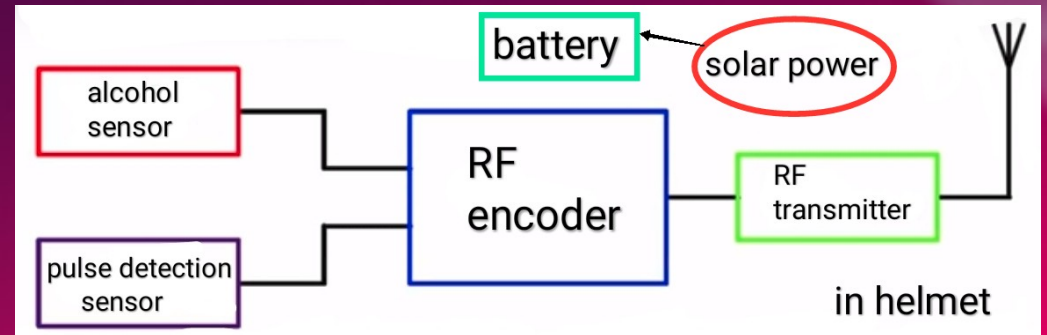 battery
solar power
alcohol
sensor
RF
encoder
RF
transmitter
pulse detection
sensor
in helmet